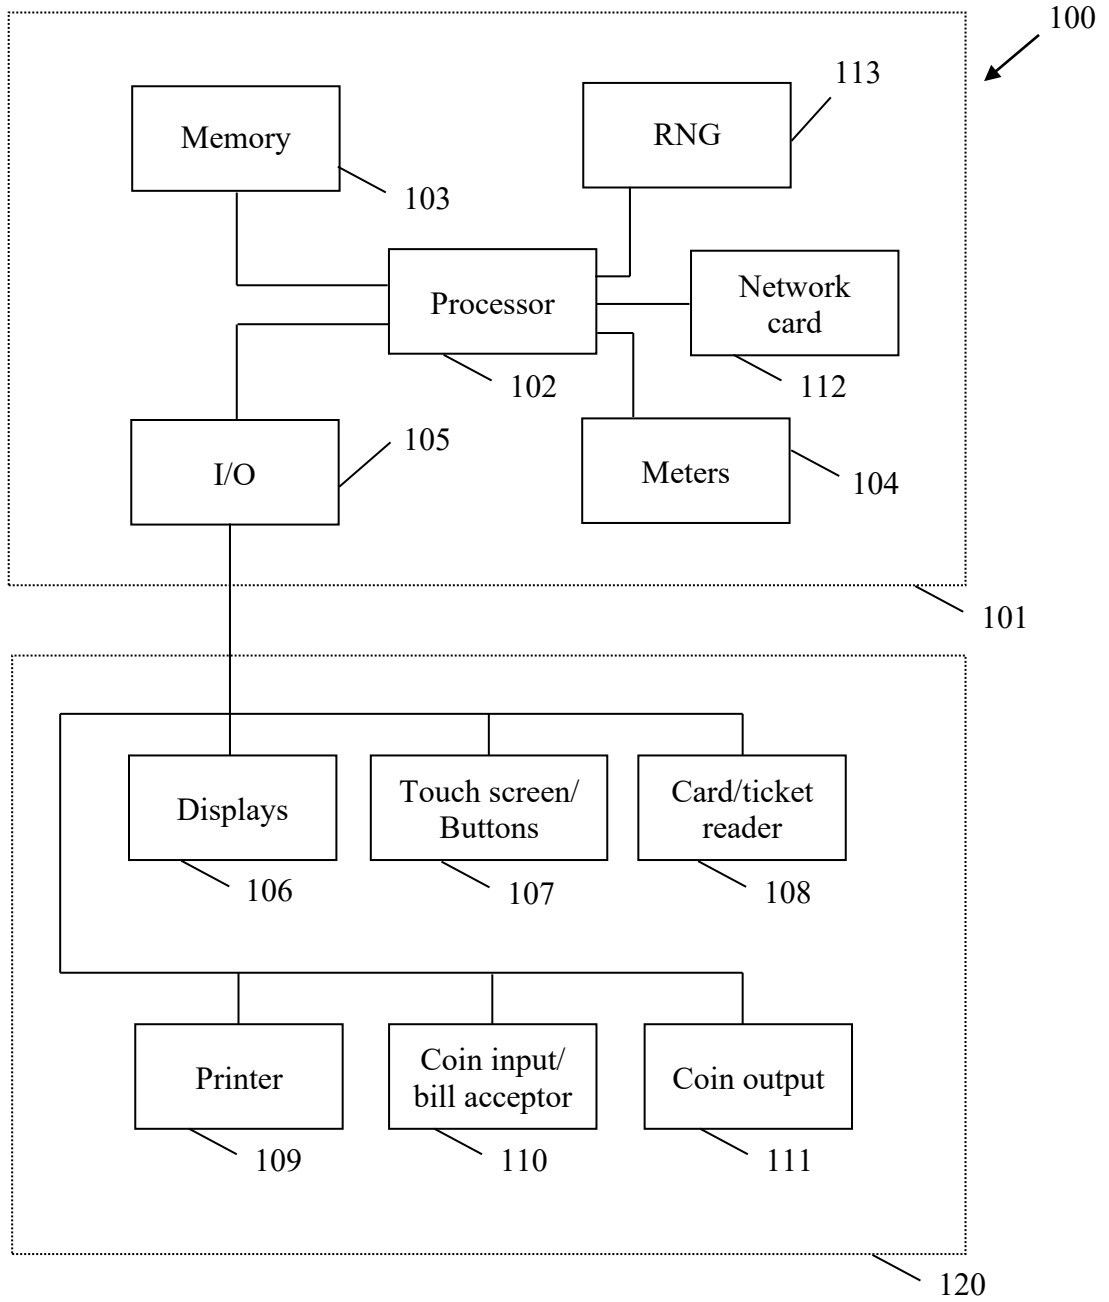 100
113
Memory
RNG
103
Processor
Network
card
102
112
105
I/O
Meters
104
101
Displays
Touch screen/
Buttons
Card/ticket
reader
106
107
108
Printer
Coin input/
bill acceptor
Coin output
109
110
111
120